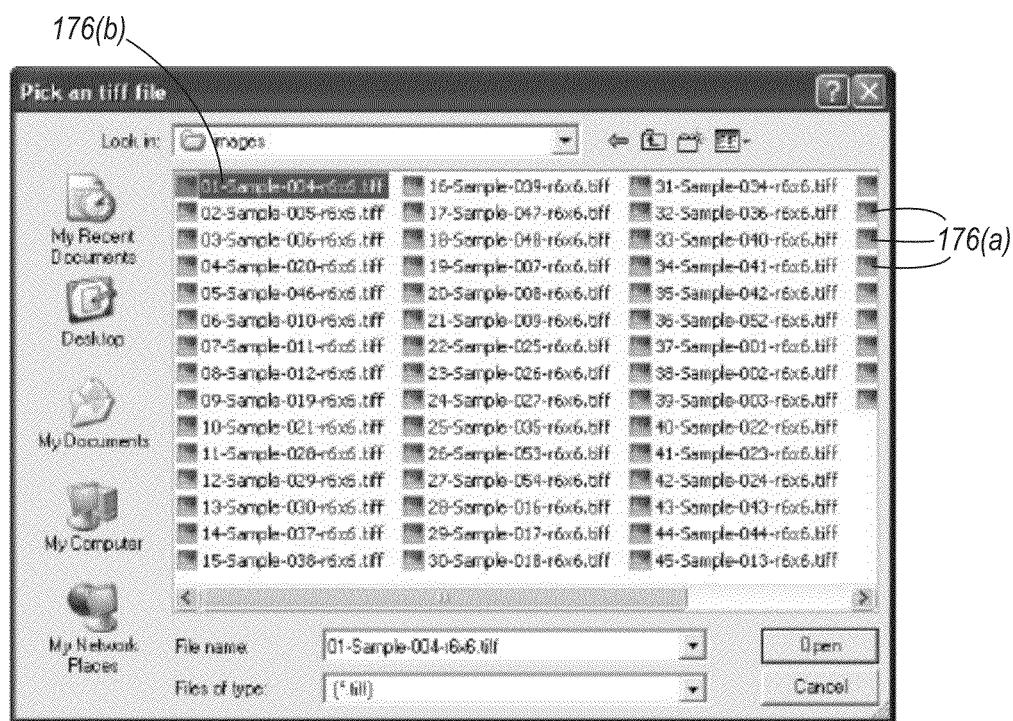 176(b)
Pick an tiff file
Look in: images
01-Sample-004-r6x6.tiff 16-Sample-039-r6x6.tiff 31-Sample-034-r6x6.tiff
02-Sample-005-r6x6.tiff 17-Sample-047-r6x6.tiff 32-Sample-036-r6x6.tiff
03-Sample-006-r6x6.tiff 18-Sample-048-r6x6.tiff 33-Sample-040-r6x6.tiff
176(a)
04-Sample-020-r6x6.tiff 19-Sample-007-r6x6.tiff 34-Sample-041-r6x6.tiff
05-Sample-046-r6x6.tiff 20-Sample-008-r6x6.tiff 35-Sample-042-r6x6.tiff
06-Sample-010-r6x6.tiff 21-Sample-009-r6x6.tiff 36-Sample-052-r6x6.tiff
07-Sample-011-r6x6.tiff 22-Sample-025-r6x6.tiff 37-Sample-001-r6x6.tiff
08-Sample-012-r6x6.tiff 23-Sample-026-r6x6.tiff 38-Sample-002-r6x6.tiff
09-Sample-019-r6x6.tiff 24-Sample-027-r6x6.tiff 39-Sample-003-r6x6.tiff
10-Sample-021-r6x6.tiff 25-Sample-035-r6x6.tiff 40-Sample-022-r6x6.tiff
11-Sample-028-r6x6.tiff 26-Sample-053-r6x6.tiff 41-Sample-023-r6x6.tiff
12-Sample-029-r6x6.tiff 27-Sample-054-r6x6.tiff 42-Sample-024-r6x6.tiff
13-Sample-030-r6x6.tiff 28-Sample-016-r6x6.tiff 43-Sample-043-r6x6.tiff
14-Sample-037-r6x6.tiff 29-Sample-017-r6x6.tiff 44-Sample-044-r6x6.tiff
15-Sample-038-r6x6.tiff 30-Sample-018-r6x6.tiff 45-Sample-013-r6x6.tiff
My Recent
Documents
Desktop
My Documents
My Computer
My Network
Places
File name: 01-Sample-004-r6x6.tiff
Open
Files of type: (*.tiff)
Cancel